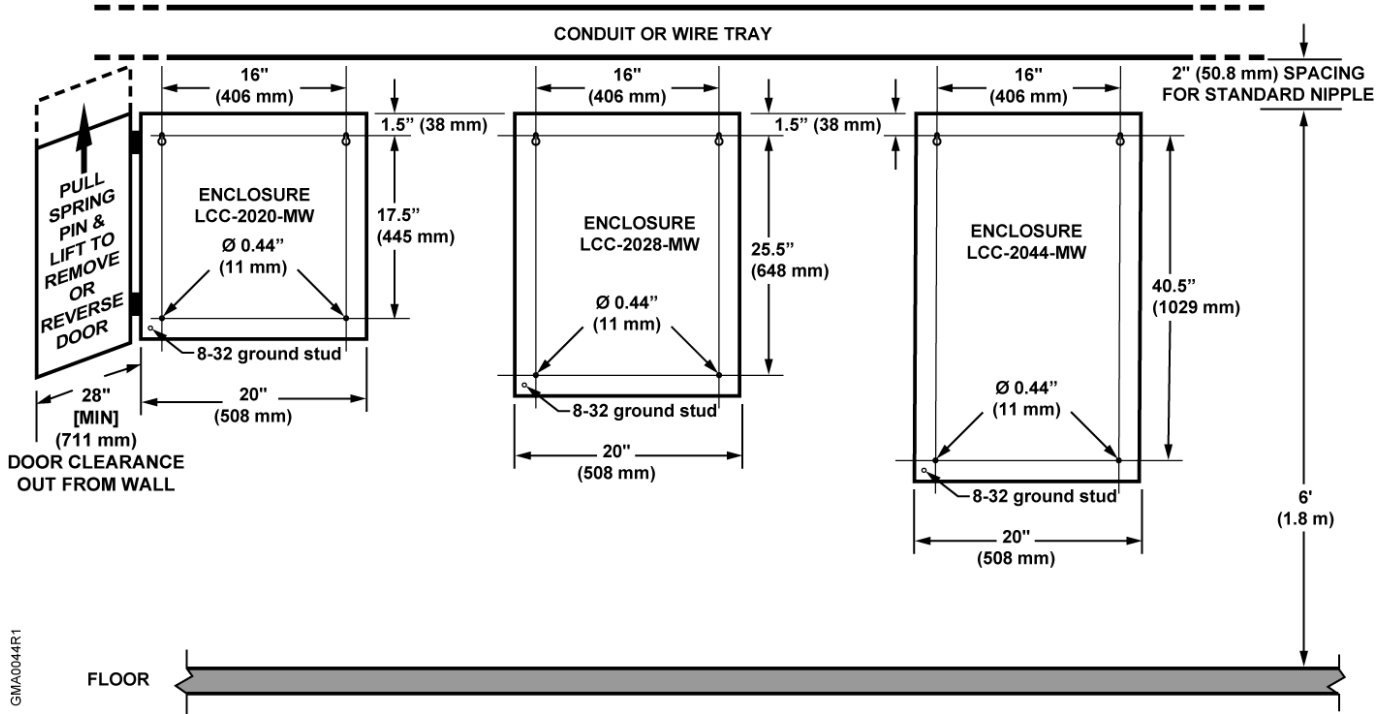 CONDUIT OR WIRE TRAY
2" (50.8 mm) SPACING
FOR STANDARD NIPPLE
16"
(406 mm)
1.5” (38 mm)
16"
(406 mm)
1.5” (38 mm)
16"
(406 mm)
PULL
SPRING
PIN &
LIFT TO
REMOVE
OR
REVERSE
DOOR
ENCLOSURE
LCC-2020-MW
Ø 0.44”
(11 mm)
17.5”
(445 mm)
8-32 ground stud
28"
[MIN]
(711 mm)
DOOR CLEARANCE
OUT FROM WALL
20"
(508 mm)
ENCLOSURE
LCC-2028-MW
Ø 0.44”
(11 mm)
25.5”
(648 mm)
8-32 ground stud
20"
(508 mm)
ENCLOSURE
LCC-2044-MW
Ø 0.44”
(11 mm)
40.5”
(1029 mm)
8-32 ground stud
20"
(508 mm)
6'
(1.8 m)
FLOOR
GMA0044R1